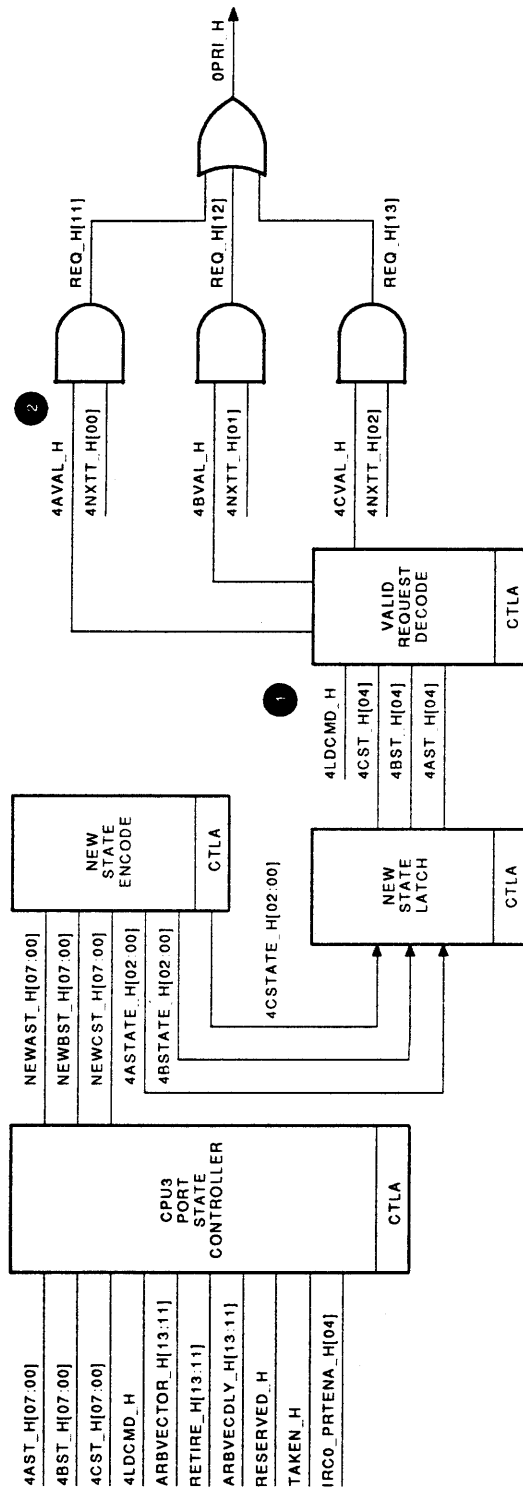 4AST_H[07:00]
4BST_H[07:00]
4CST_H[07:00]
4LDCMD_H
ARBVECTOR_H[13:11]
RETIRE_H[13:11]
ARBVECDLY_H[13:11]
RESERVED_H
TAKEN_H
IRC0_PRTENA_H[04]
CPU3
PORT
STATE
CONTROLLER
CTLA
NEWAST_H[07:00]
NEWBST_H[07:00]
NEWCST_H[07:00]
4ASTATE_H[02:00]
4BSTATE_H[02:00]
NEW
STATE
ENCODE
CTLA
4CSTATE_H[02:00]
NEW
STATE
LATCH
CTLA
1
4LDCMD_H
4CST_H[04]
4BST_H[04]
4AST_H[04]
VALID
REQUEST
DECODE
CTLA
2
4AVAL_H
4NXTT_H[00]
4BVAL_H
4NXTT_H[01]
4CVAL_H
4NXTT_H[02]
REQ_H[11]
REQ_H[12]
REQ_H[13]
0PRI_H